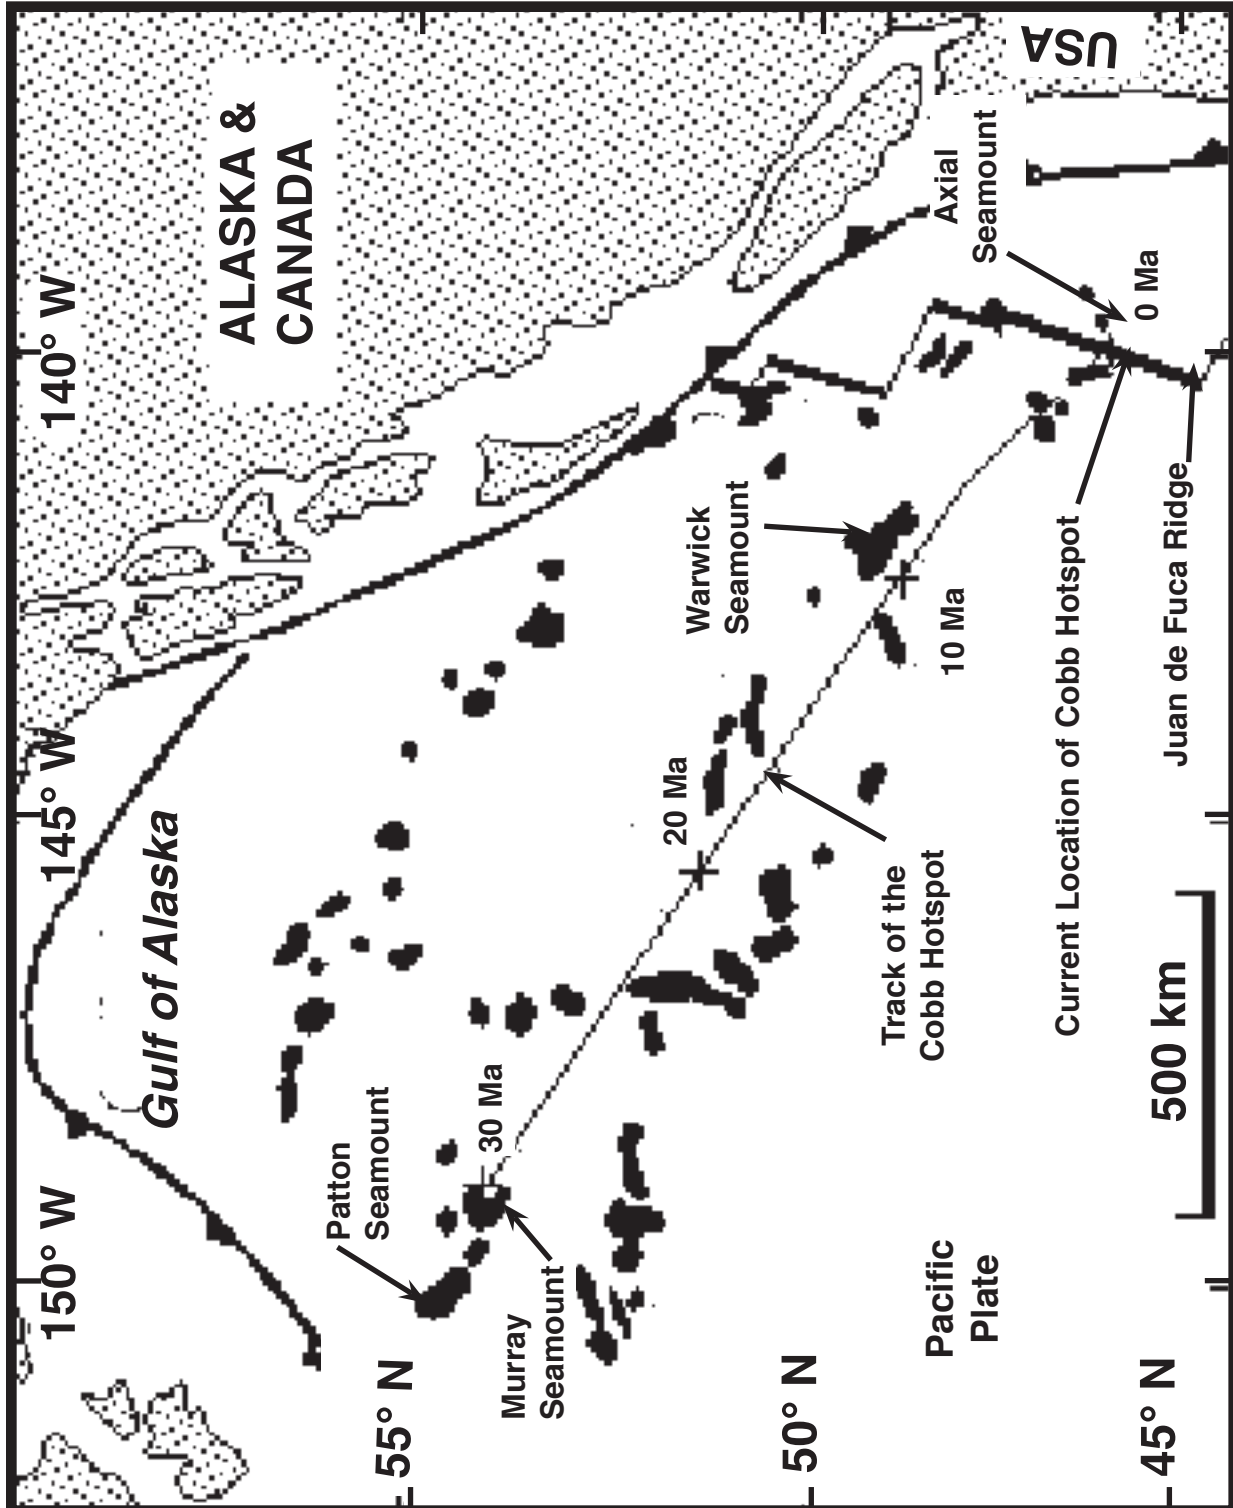 150° W
145° W
140° W
ALASKA &
CANADA
Gulf of Alaska
Patton
Seamount
55° N
30 Ma
Murray
Seamount
20 Ma
Warwick
Seamount
50° N
Track of the
Cobb Hotspot
10 Ma
Axial
Seamount
USA
Pacific
Plate
Current Location of Cobb Hotspot
0 Ma
500 km
Juan de Fuca Ridge
45° N